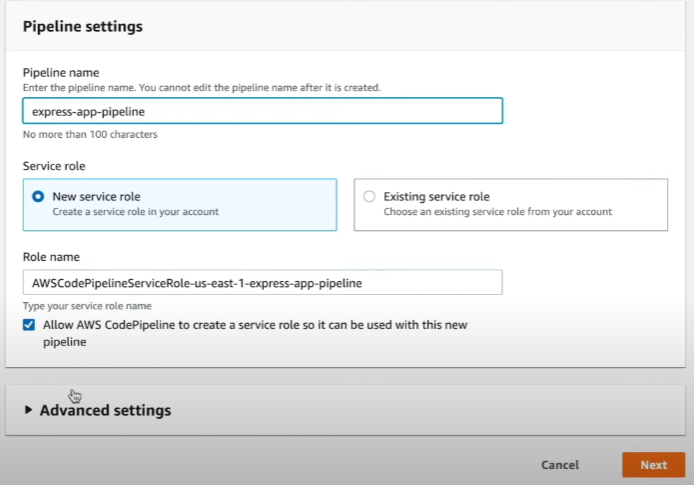 Pipeline settings
Pipeline name
Enter the pipeline name. You cannot edit the pipeline name after it is created.
express-app-pipeline
No more than 100 characters
Service role
New service role
Create a service role in your account
Existing service role
Choose an existing service role from your account
Role name
AWSCodePipelineServiceRole-us-east-1-express-app-pipeline
Type your service role name
Allow AWS CodePipeline to create a service role so it can be used with this new
pipeline
Advanced settings
Cancel
Next